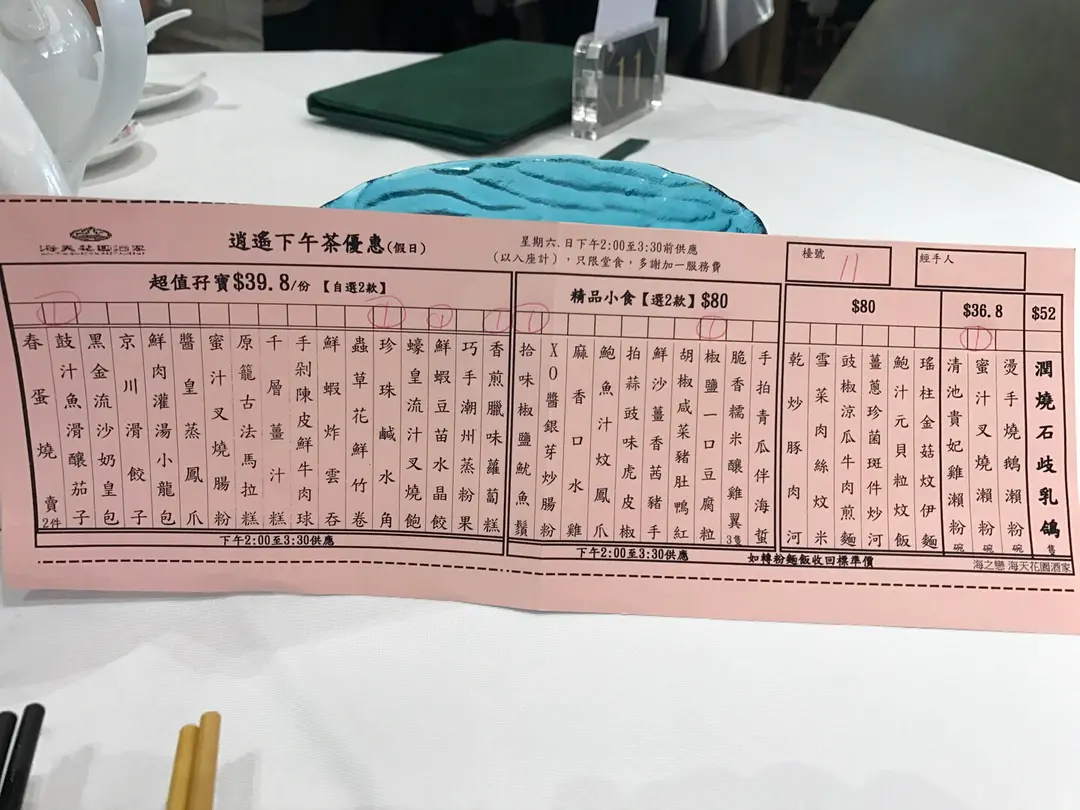 海天花園酒家
逍遙下午茶優惠(假日)
星期六.日下午2:00至3:30前供應
(以入座計),只限堂食,多謝加一服務費
檯號
11
經手人
超值孖寶$39.8/份 【自選2款】
① ① ① ①
春蛋燒賣2件
鼓汁魚滑釀茄子
黑金流沙奶皇包
京川滑餃子
鮮肉灌湯小龍包
醬皇蒸鳳爪
蜜汁叉燒腸粉
原籠古法馬拉糕
千層薑汁糕
手剁陳皮鮮牛肉球
鮮蝦炸雲吞
蟲草花鮮竹卷
珍珠鹹水角
蠔皇流汁叉燒飽
鮮蝦豆苗水晶餃
巧手潮州蒸粉果
香煎臘味蘿蔔糕
下午2:00至3:30供應
精品小食【選2款】$80
① ①
拾味椒鹽魷魚鬚
XO醬銀芽炒腸粉
麻香口水雞
鮑魚汁炆鳳爪
拍蒜豉味虎皮椒
鮮沙薑香茜豬手
胡椒咸菜豬肚鴨紅
椒鹽一口豆腐粒
脆香糯米釀雞翼3隻
手拍青瓜伴海蜇
下午2:00至3:30供應
$80
乾炒豚肉河
雪菜肉絲炆米
豉椒涼瓜牛肉煎麵
薑蔥珍菌斑件炒河
鮑汁元貝粒炆飯
瑤柱金菇炆伊麵
$36.8
①
清池貴妃雞瀨粉 碗
蜜汁叉燒瀨粉 碗
燙手燒鵝瀨粉 碗
$52
潤燒石歧乳鴿 隻
如轉粉麵飯收回標準價
海之戀 海天花園酒家
11